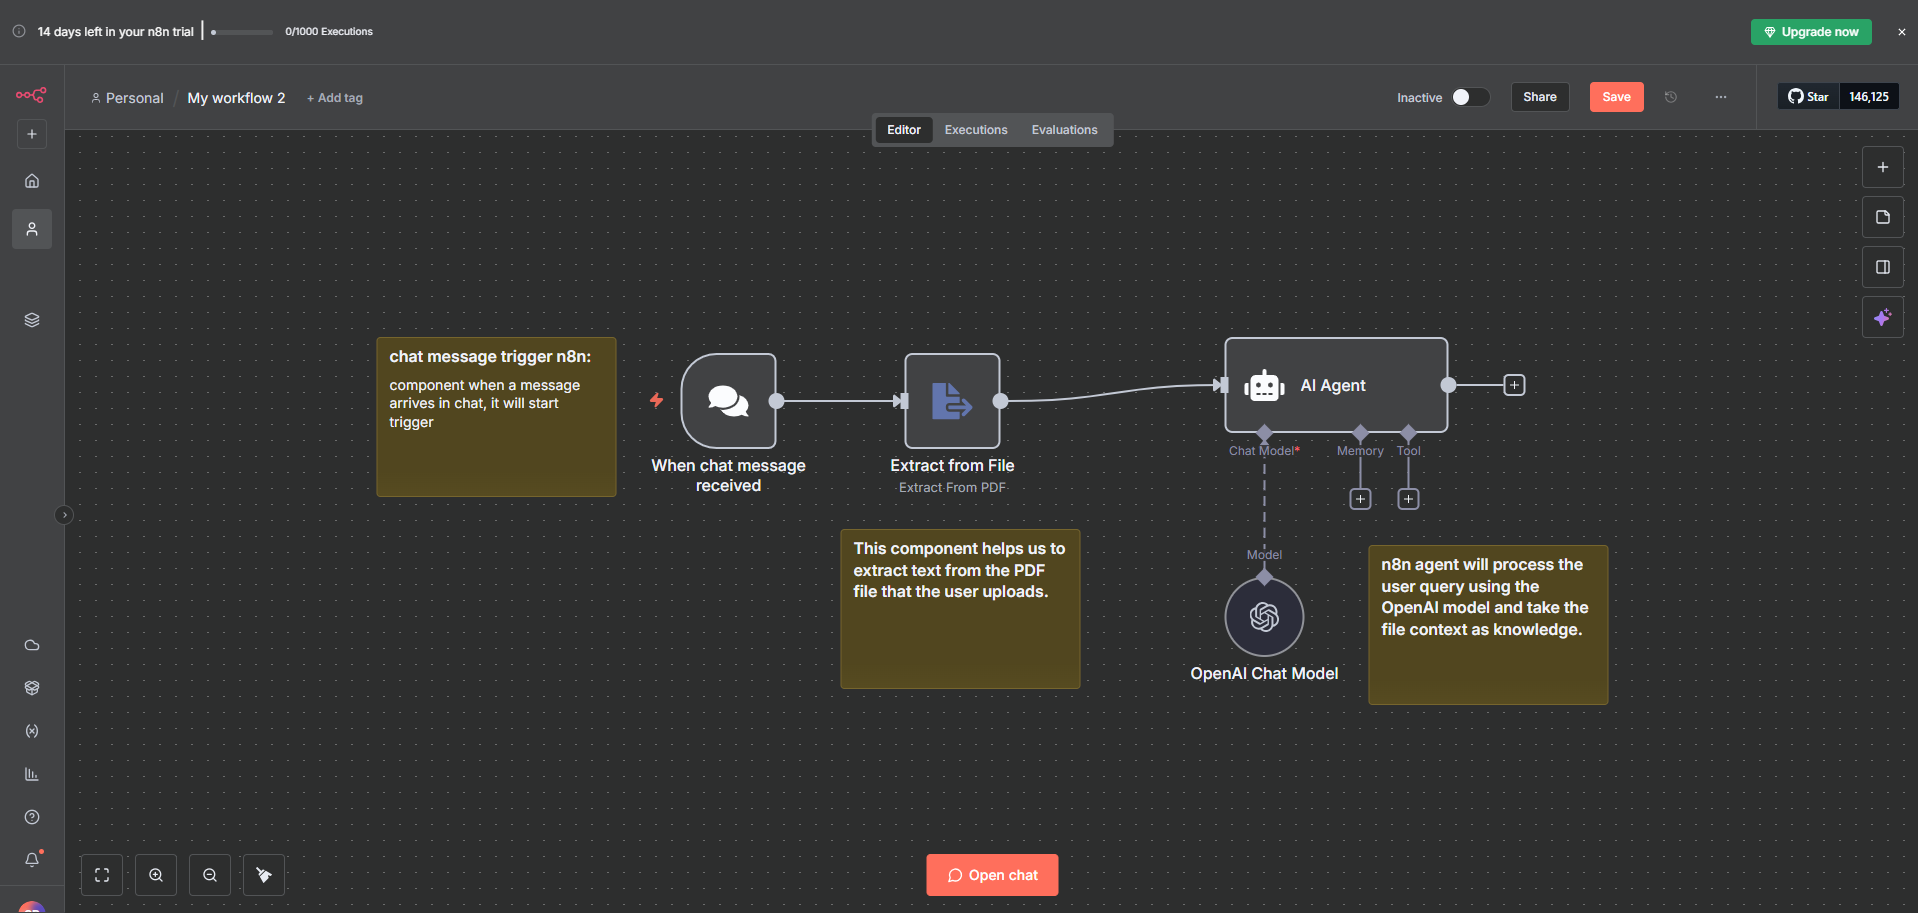 14 days left in your n8n trial
0/1000 Executions
Upgrade now
Personal / My workflow 2 + Add tag
Inactive
Share
Save
Star 146,125
Editor Executions Evaluations
chat message trigger n8n:
component when a message
arrives in chat, it will start
trigger
When chat message
received
Extract from File
Extract From PDF
AI Agent
Chat Model*
Memory
Tool
This component helps us to
extract text from the PDF
file that the user uploads.
Model
OpenAI Chat Model
n8n agent will process the
user query using the
OpenAI model and take the
file context as knowledge.
Open chat